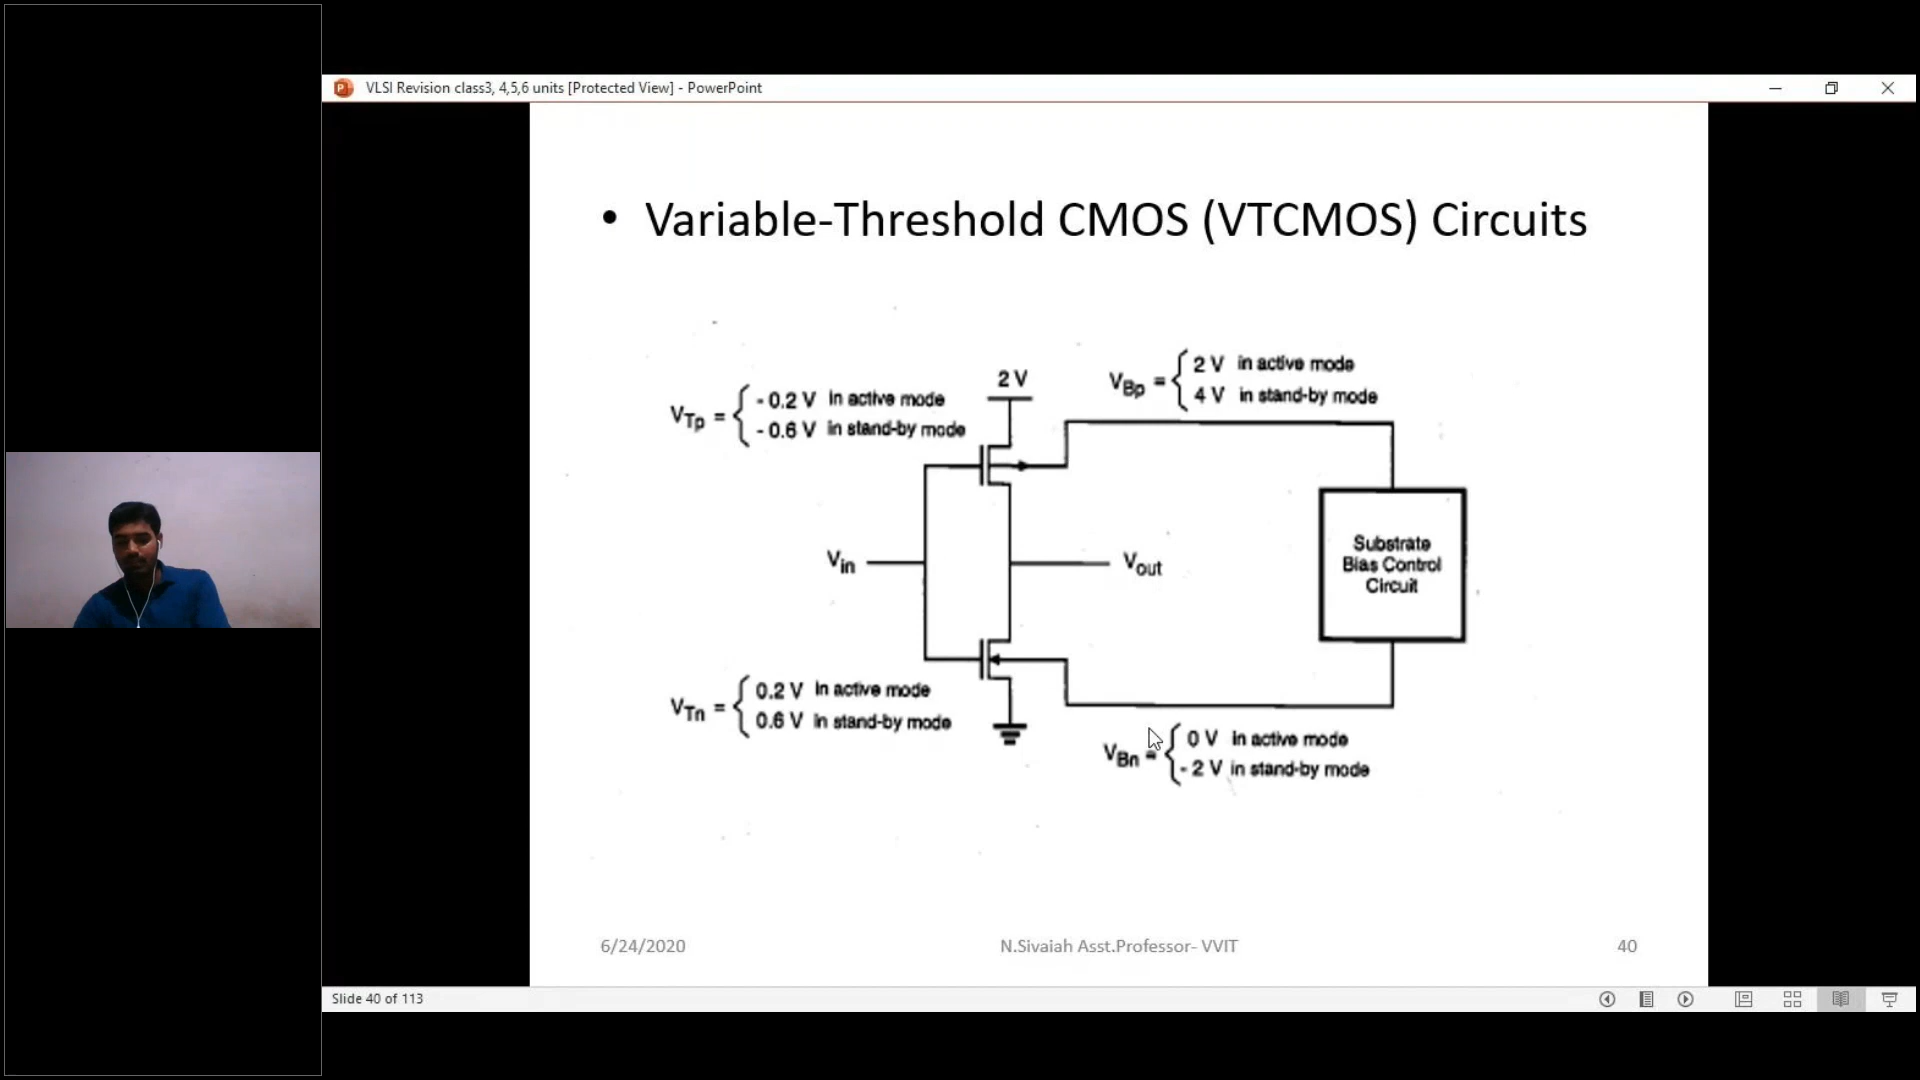 VLSI Revision class3, 4,5,6 units [Protected View] - PowerPoint
• Variable-Threshold CMOS (VTCMOS) Circuits
2 V
VBp = { 2 V in active mode
4 V in stand-by mode
VTp = { - 0.2 V in active mode
- 0.6 V in stand-by mode
Vin
Vout
Substrate
Bias Control
Circuit
VTn = { 0.2 V in active mode
0.6 V in stand-by mode
VBn = { 0 V in active mode
- 2 V in stand-by mode
6/24/2020
N.Sivaiah Asst.Professor- VVIT
40
Slide 40 of 113